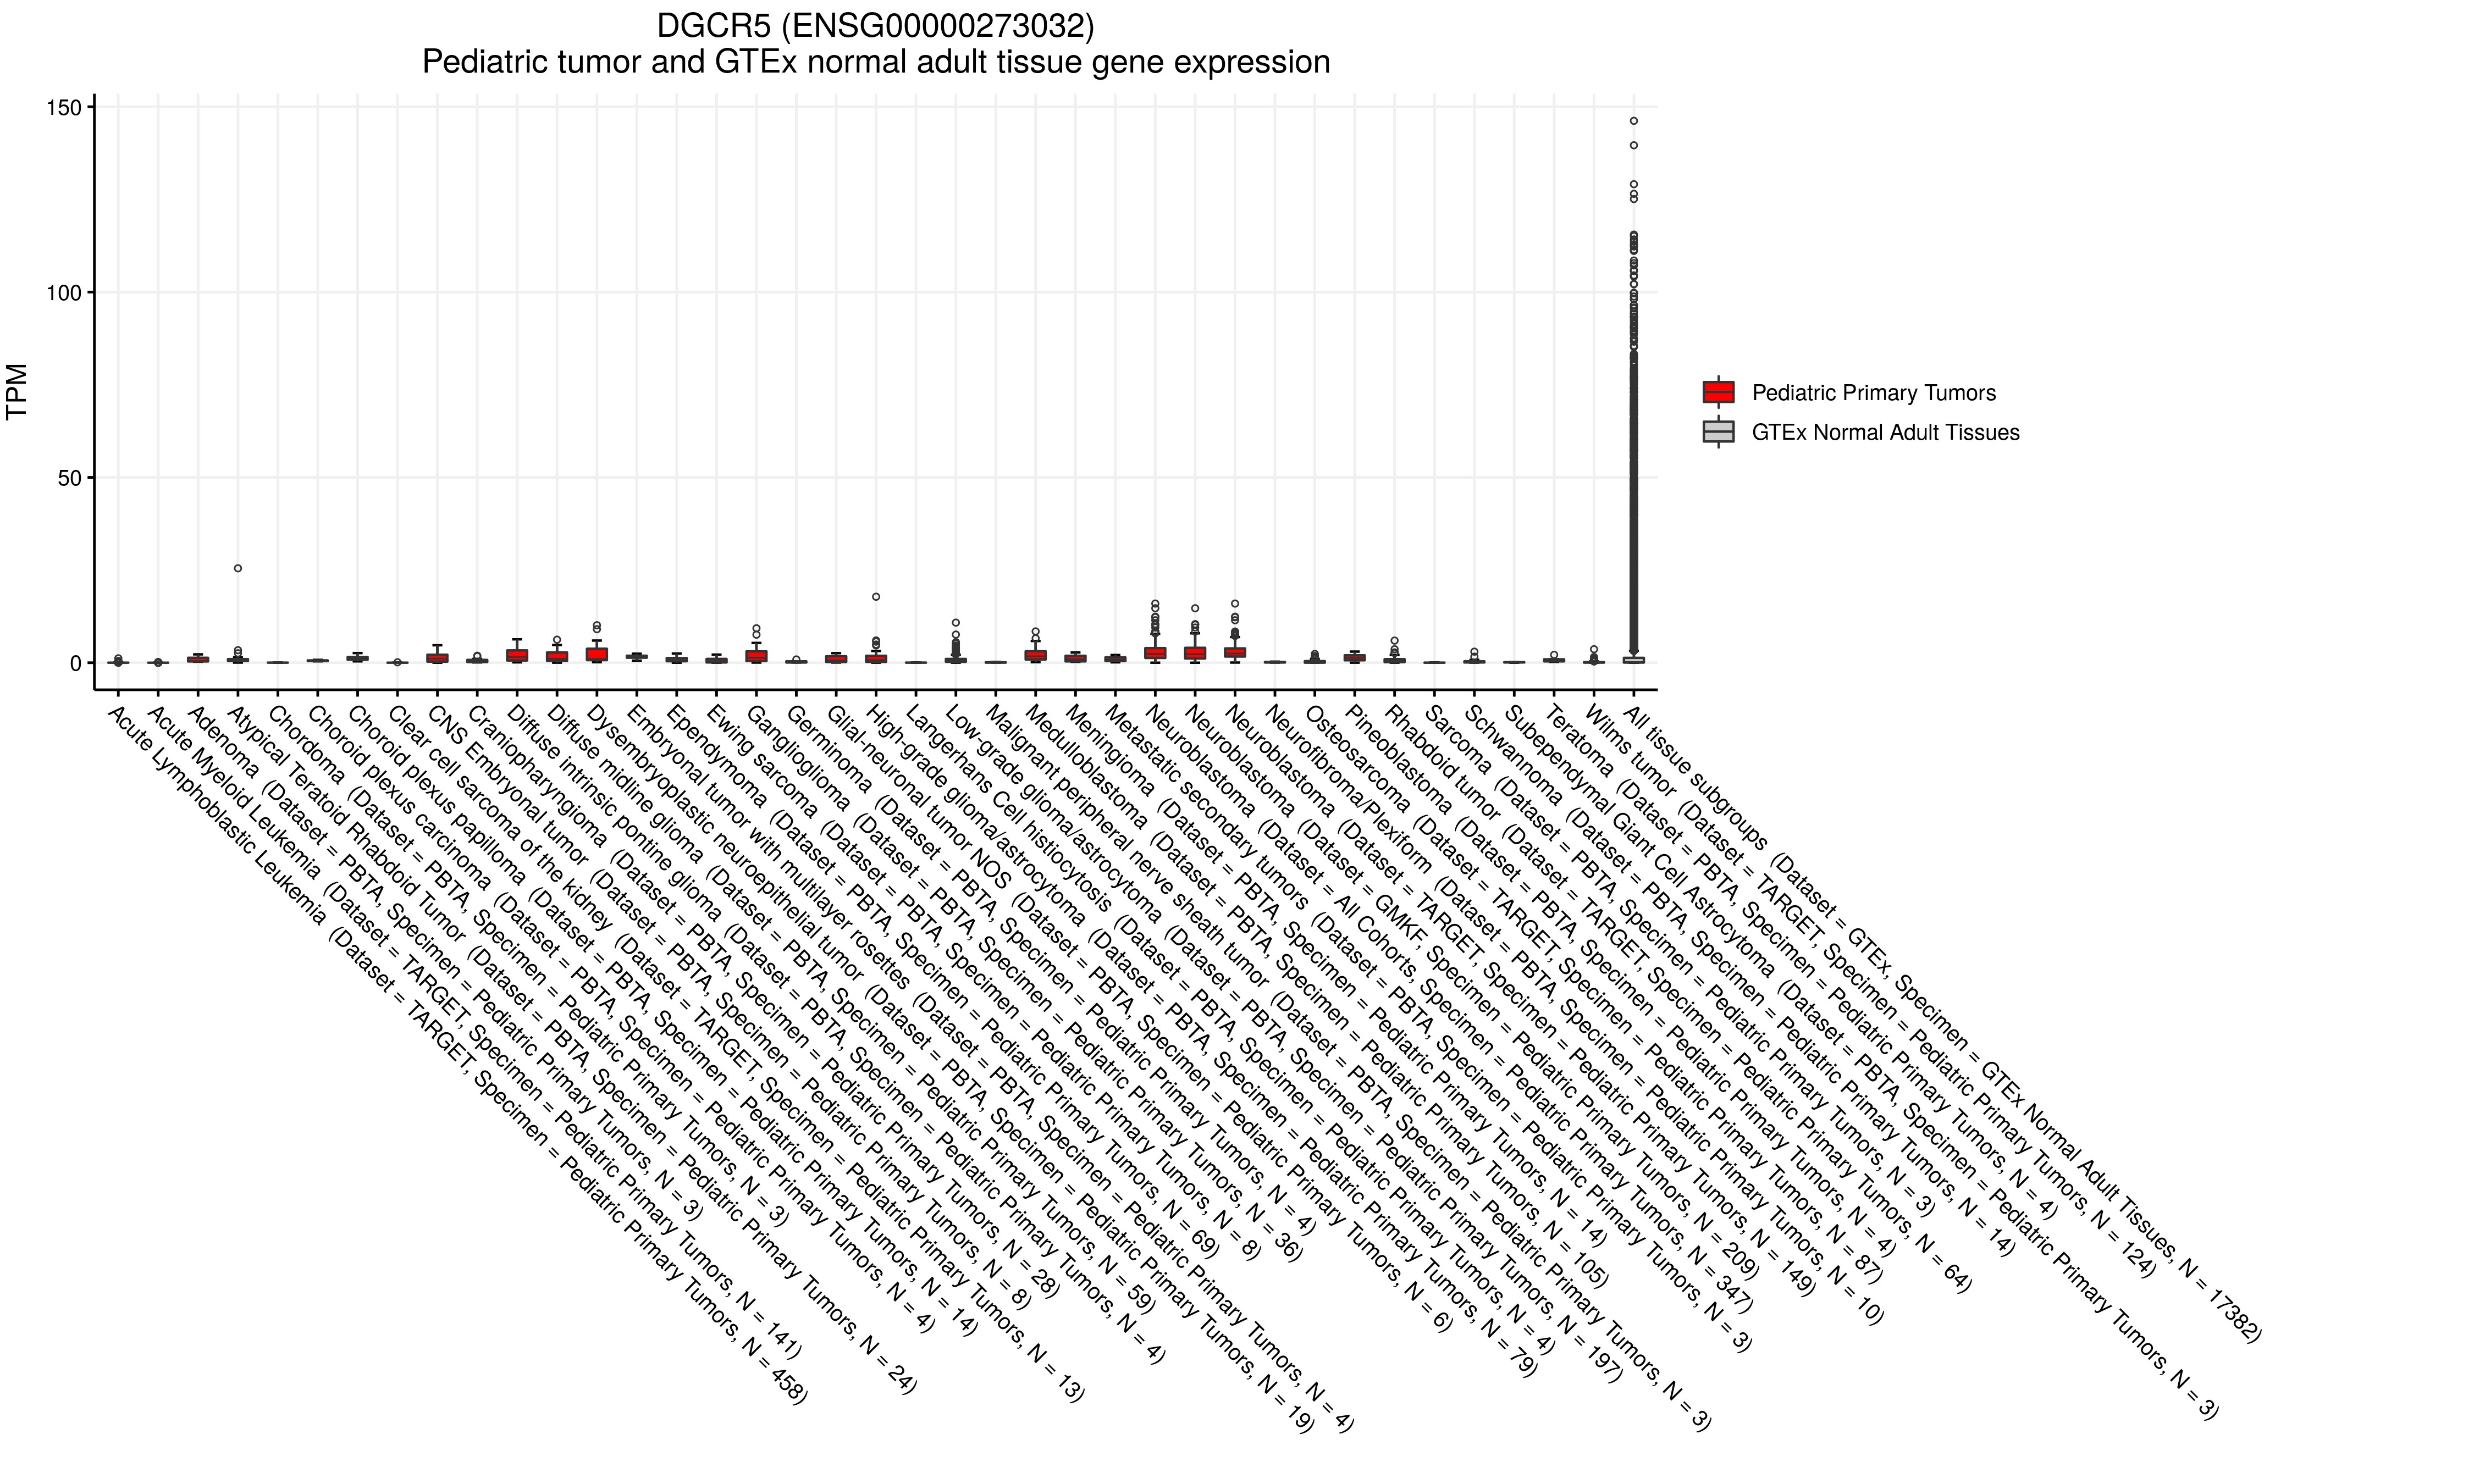 DGCR5 (ENSG00000273032)
Pediatric tumor and GTEx normal adult tissue gene expression
TPM
150
100
50
0
Pediatric Primary Tumors
GTEx Normal Adult Tissues
Acute Lymphoblastic Leukemia (Dataset = TARGET, Specimen = Pediatric Primary Tumors, N = 458)
Acute Myeloid Leukemia (Dataset = TARGET, Specimen = Pediatric Primary Tumors, N = 141)
Adenoma (Dataset = PBTA, Specimen = Pediatric Primary Tumors, N = 3)
Atypical Teratoid Rhabdoid Tumor (Dataset = PBTA, Specimen = Pediatric Primary Tumors, N = 24)
Chordoma (Dataset = PBTA, Specimen = Pediatric Primary Tumors, N = 3)
Choroid plexus carcinoma (Dataset = PBTA, Specimen = Pediatric Primary Tumors, N = 4)
Choroid plexus papilloma (Dataset = PBTA, Specimen = Pediatric Primary Tumors, N = 14)
Clear cell sarcoma of the kidney (Dataset = TARGET, Specimen = Pediatric Primary Tumors, N = 13)
CNS Embryonal tumor (Dataset = PBTA, Specimen = Pediatric Primary Tumors, N = 8)
Craniopharyngioma (Dataset = PBTA, Specimen = Pediatric Primary Tumors, N = 28)
Diffuse intrinsic pontine glioma (Dataset = PBTA, Specimen = Pediatric Primary Tumors, N = 4)
Diffuse midline glioma (Dataset = PBTA, Specimen = Pediatric Primary Tumors, N = 59)
Dysembryoplastic neuroepithelial tumor (Dataset = PBTA, Specimen = Pediatric Primary Tumors, N = 19)
Embryonal tumor with multilayer rosettes (Dataset = PBTA, Specimen = Pediatric Primary Tumors, N = 4)
Ependymoma (Dataset = PBTA, Specimen = Pediatric Primary Tumors, N = 69)
Ewing sarcoma (Dataset = PBTA, Specimen = Pediatric Primary Tumors, N = 8)
Ganglioglioma (Dataset = PBTA, Specimen = Pediatric Primary Tumors, N = 36)
Germinoma (Dataset = PBTA, Specimen = Pediatric Primary Tumors, N = 4)
Glial-neuronal tumor NOS (Dataset = PBTA, Specimen = Pediatric Primary Tumors, N = 6)
High-grade glioma/astrocytoma (Dataset = PBTA, Specimen = Pediatric Primary Tumors, N = 79)
Langerhans Cell histiocytosis (Dataset = PBTA, Specimen = Pediatric Primary Tumors, N = 4)
Low-grade glioma/astrocytoma (Dataset = PBTA, Specimen = Pediatric Primary Tumors, N = 197)
Malignant peripheral nerve sheath tumor (Dataset = PBTA, Specimen = Pediatric Primary Tumors, N = 3)
Medulloblastoma (Dataset = PBTA, Specimen = Pediatric Primary Tumors, N = 105)
Meningioma (Dataset = PBTA, Specimen = Pediatric Primary Tumors, N = 14)
Metastatic secondary tumors (Dataset = PBTA, Specimen = Pediatric Primary Tumors, N = 3)
Neuroblastoma (Dataset = All Cohorts, Specimen = Pediatric Primary Tumors, N = 347)
Neuroblastoma (Dataset = GMKF, Specimen = Pediatric Primary Tumors, N = 209)
Neuroblastoma (Dataset = TARGET, Specimen = Pediatric Primary Tumors, N = 149)
Neurofibroma/Plexiform (Dataset = PBTA, Specimen = Pediatric Primary Tumors, N = 10)
Osteosarcoma (Dataset = TARGET, Specimen = Pediatric Primary Tumors, N = 87)
Pineoblastoma (Dataset = PBTA, Specimen = Pediatric Primary Tumors, N = 4)
Rhabdoid tumor (Dataset = TARGET, Specimen = Pediatric Primary Tumors, N = 64)
Sarcoma (Dataset = PBTA, Specimen = Pediatric Primary Tumors, N = 3)
Schwannoma (Dataset = PBTA, Specimen = Pediatric Primary Tumors, N = 14)
Subependymal Giant Cell Astrocytoma (Dataset = PBTA, Specimen = Pediatric Primary Tumors, N = 3)
Teratoma (Dataset = PBTA, Specimen = Pediatric Primary Tumors, N = 4)
Wilms tumor (Dataset = TARGET, Specimen = Pediatric Primary Tumors, N = 124)
All tissue subgroups (Dataset = GTEx, Specimen = GTEx Normal Adult Tissues, N = 17382)